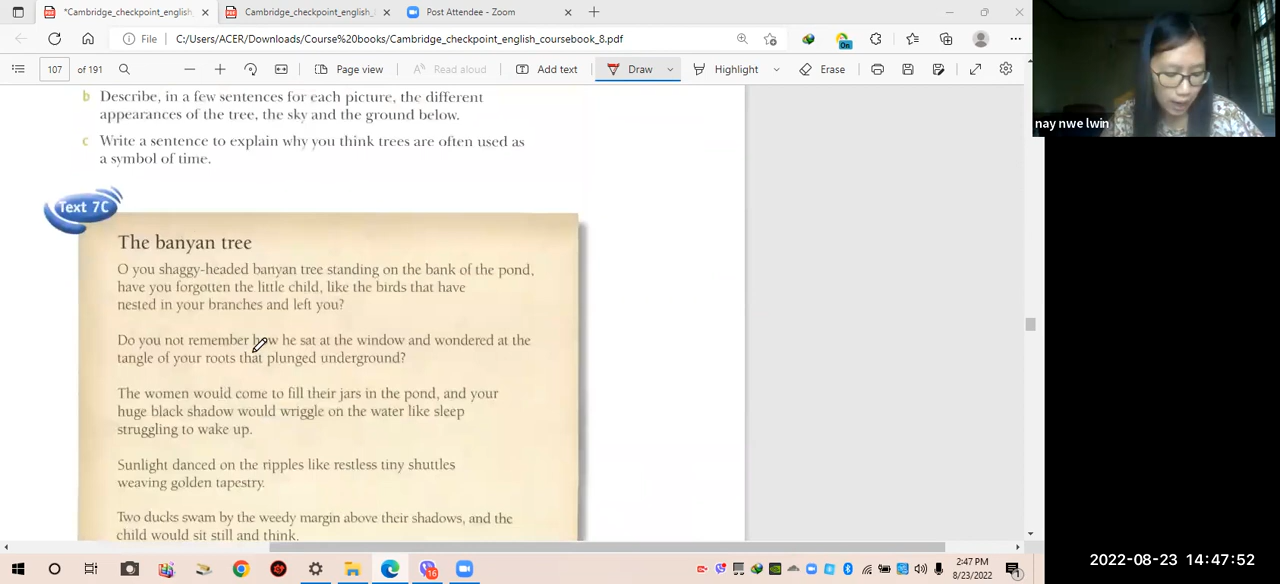 *Cambridge_checkpoint_english_
Cambridge_checkpoint_english_
Post Attendee - Zoom
File
C:/Users/ACER/Downloads/Course%20books/Cambridge_checkpoint_english_coursebook_8.pdf
On
107 of 191
Page view
Read aloud
Add text
Draw
Highlight
Erase
nay nwe lwin
b Describe, in a few sentences for each picture, the different
appearances of the tree, the sky and the ground below.
c Write a sentence to explain why you think trees are often used as
a symbol of time.
Text 7C
The banyan tree
O you shaggy-headed banyan tree standing on the bank of the pond,
have you forgotten the little child, like the birds that have
nested in your branches and left you?
Do you not remember how he sat at the window and wondered at the
tangle of your roots that plunged underground?
The women would come to fill their jars in the pond, and your
huge black shadow would wriggle on the water like sleep
struggling to wake up.
Sunlight danced on the ripples like restless tiny shuttles
weaving golden tapestry.
Two ducks swam by the weedy margin above their shadows, and the
child would sit still and think.
16
2:47 PM
8/23/2022
1
2022-08-23 14:47:52